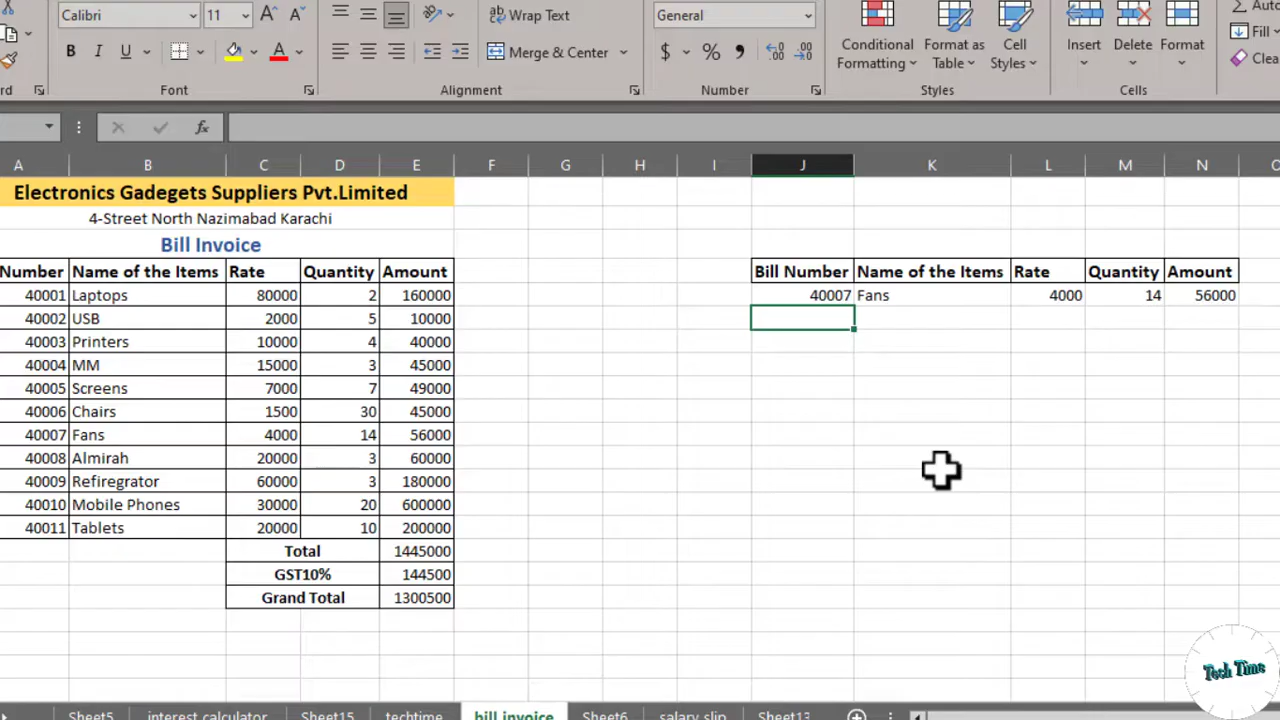 Calibri 11 Wrap Text General Auto
Fill
Merge & Center Conditional Formatting Format as Table Cell Styles Insert Delete Format Clea
rd Font Alignment Number Styles Cells
A B C D E F G H I J K L M N O
Electronics Gadegets Suppliers Pvt.Limited
4-Street North Nazimabad Karachi
Bill Invoice
Number Name of the Items Rate Quantity Amount Bill Number Name of the Items Rate Quantity Amount
40001 Laptops 80000 2 160000 40007 Fans 4000 14 56000
40002 USB 2000 5 10000
40003 Printers 10000 4 40000
40004 MM 15000 3 45000
40005 Screens 7000 7 49000
40006 Chairs 1500 30 45000
40007 Fans 4000 14 56000
40008 Almirah 20000 3 60000
40009 Refiregrator 60000 3 180000
40010 Mobile Phones 30000 20 600000
40011 Tablets 20000 10 200000
Total 1445000
GST10% 144500
Grand Total 1300500
Tech Time
Sheet5 interest calculator Sheet15 techtime bill invoice Sheet6 salary slip Sheet13